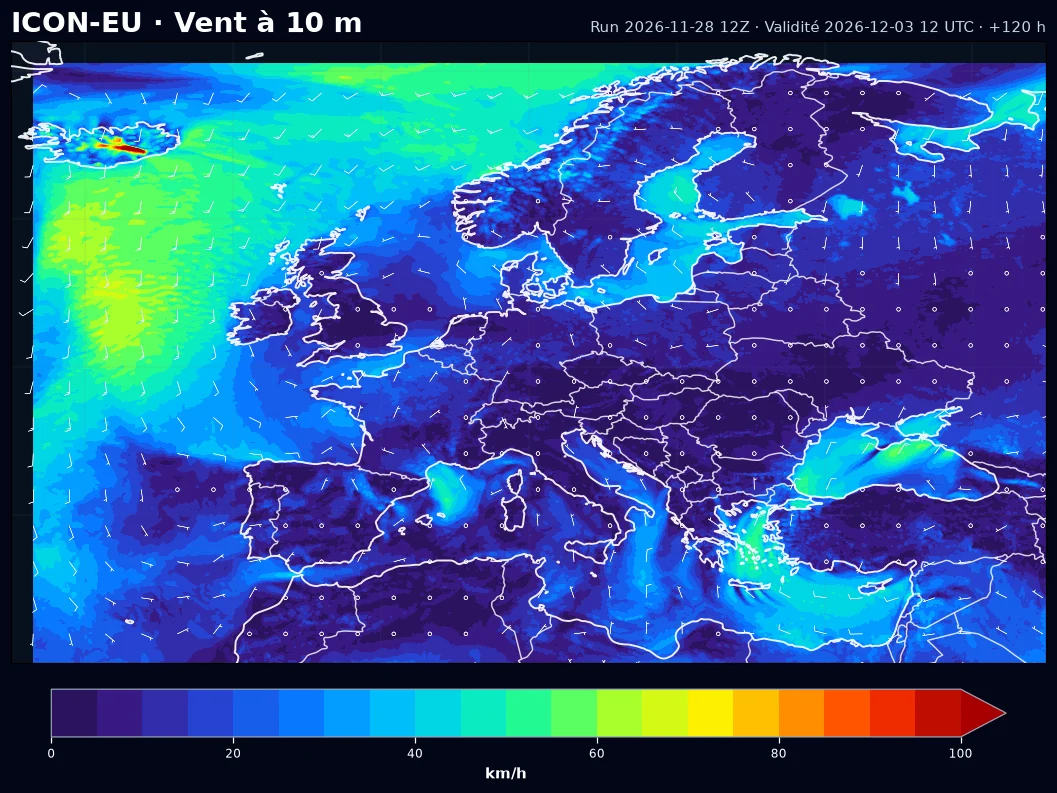 ICON-EU · Vent à 10 m
Run 2026-11-28 12Z · Validité 2026-12-03 12 UTC · +120 h
0 20 40 60 80 100
km/h